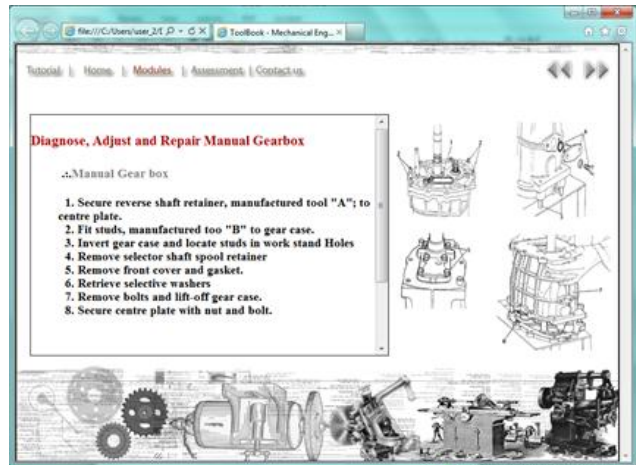 file:///C:/Users/user_2/D
ToolBook - Mechanical Eng...
Tutorial | Home | Modules | Assessment | Contact us
Diagnose, Adjust and Repair Manual Gearbox
.:.Manual Gear box
1. Secure reverse shaft retainer, manufactured tool "A"; to
centre plate.
2. Fit studs, manufactured too "B" to gear case.
3. Invert gear case and locate studs in work stand Holes
4. Remove selector shaft spool retainer
5. Remove front cover and gasket.
6. Retrieve selective washers
7. Remove bolts and lift-off gear case.
8. Secure centre plate with nut and bolt.